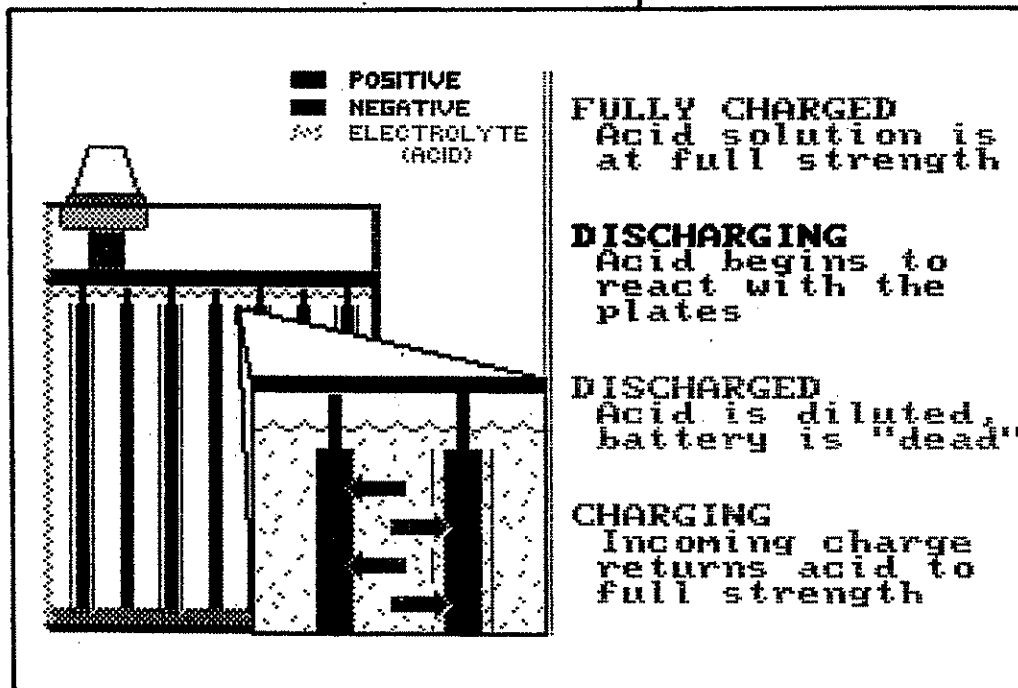 POSITIVE
NEGATIVE
ELECTROLYTE
(ACID)
FULLY CHARGED
Acid solution is
at full strength
DISCHARGING
Acid begins to
react with the
plates
DISCHARGED
Acid is diluted,
battery is "dead"
CHARGING
Incoming charge
returns acid to
full strength